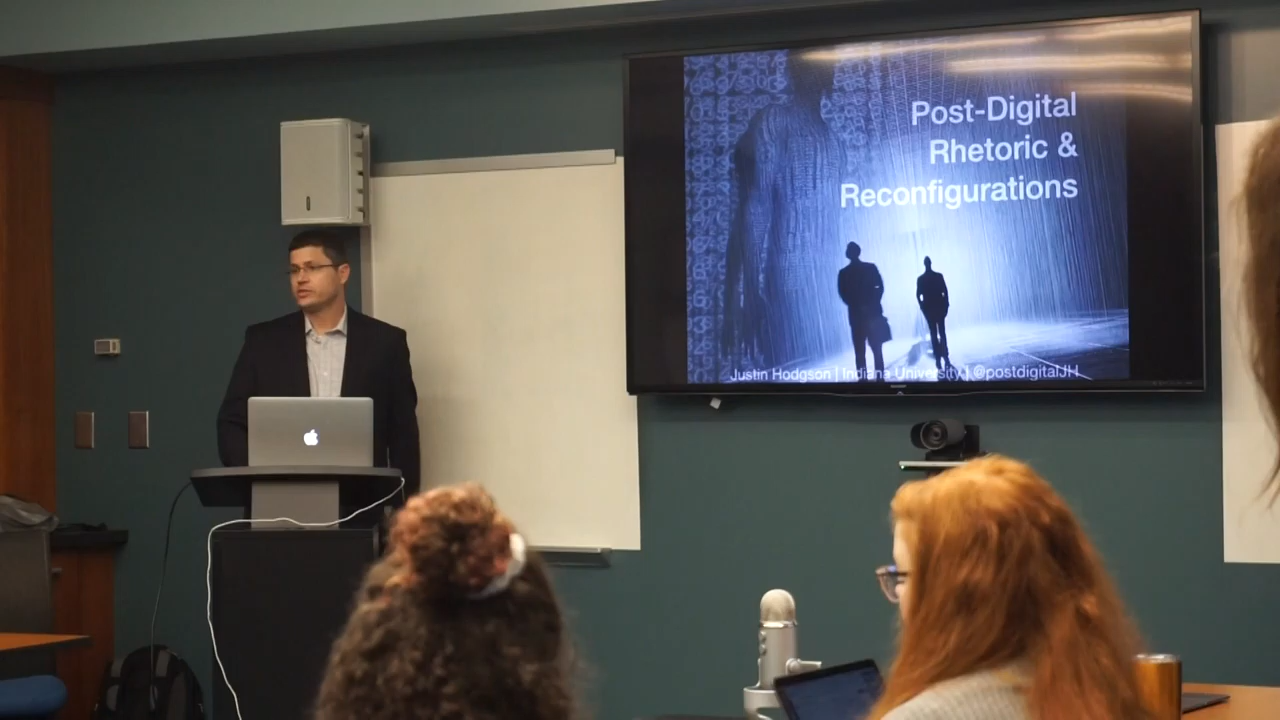 Post-Digital
Rhetoric &
Reconfigurations
Justin Hodgson | Indiana University | @postdigitalJH